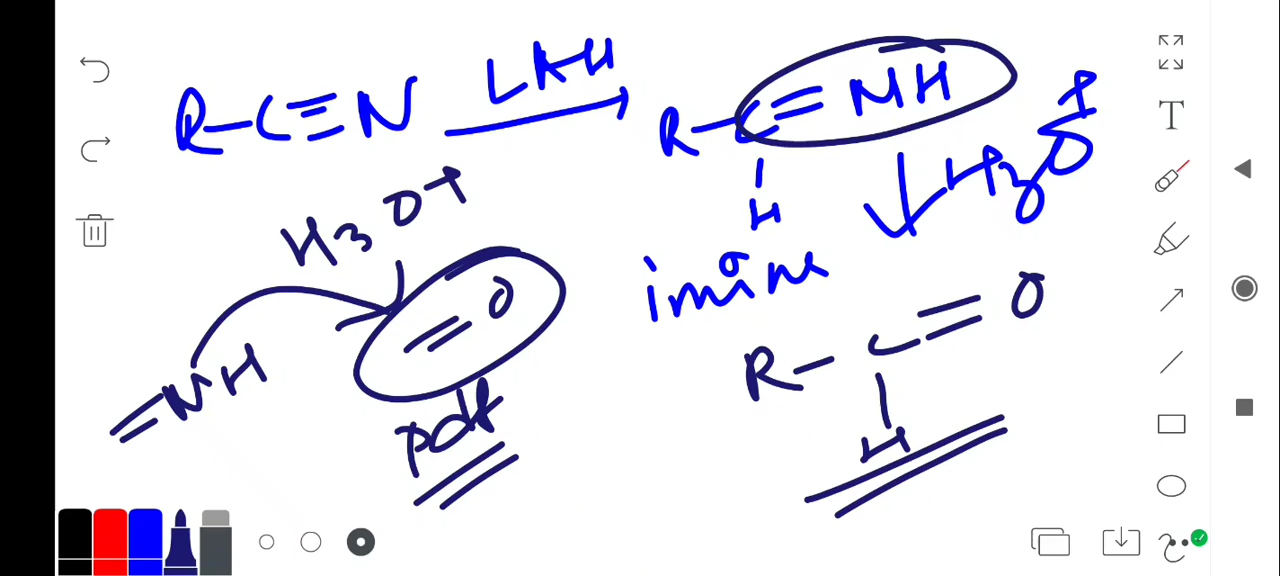 R-C≡N LAH R-C=NH
H
H3O+
imine
H3O+
=O
R-C=O
H
=NH
pdt
T